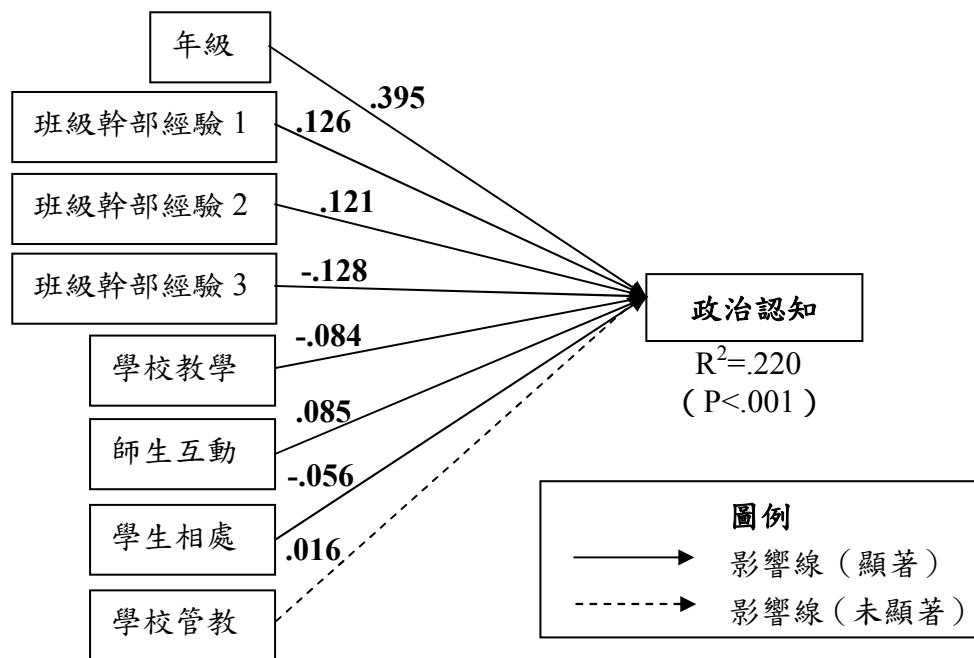 年級
.395
班級幹部經驗 1
.126
班級幹部經驗 2
.121
班級幹部經驗 3
-.128
政治認知
R²=.220
（P<.001）
學校教學
-.084
師生互動
.085
學生相處
-.056
學校管教
.016
圖例
影響線（顯著）
影響線（未顯著）